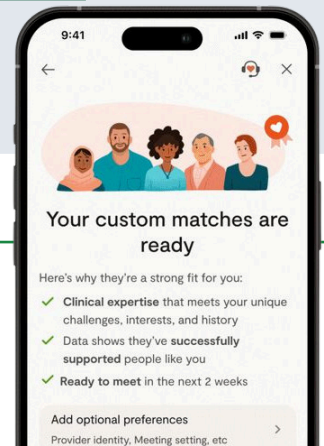 9:41
Your custom matches are
ready
Here's why they're a strong fit for you:
Clinical expertise that meets your unique
challenges, interests, and history
Data shows they've successfully
supported people like you
Ready to meet in the next 2 weeks
Add optional preferences
Provider identity, Meeting setting, etc